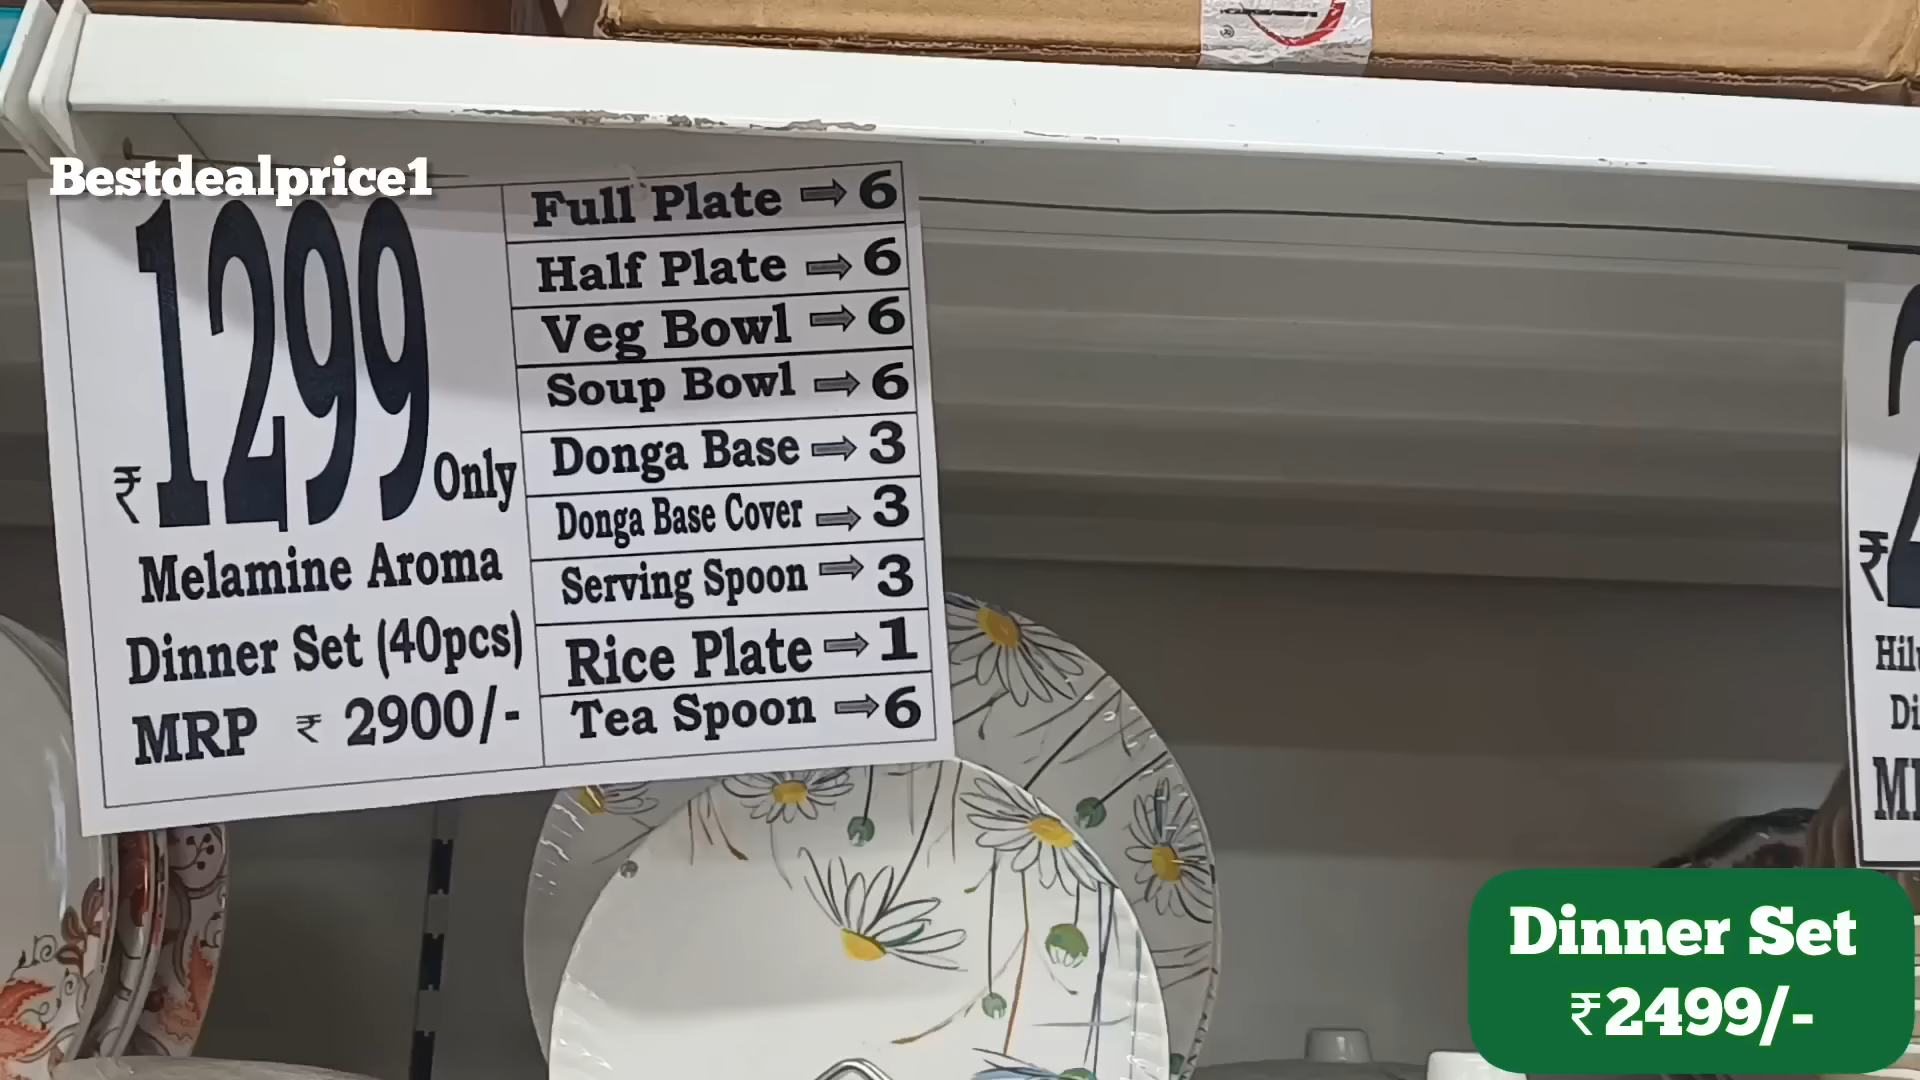 Bestdealprice1
₹1299 Only
Melamine Aroma
Dinner Set (40pcs)
MRP ₹ 2900/-
Full Plate ⇨ 6
Half Plate ⇨ 6
Veg Bowl ⇨ 6
Soup Bowl ⇨ 6
Donga Base ⇨ 3
Donga Base Cover ⇨ 3
Serving Spoon ⇨ 3
Rice Plate ⇨ 1
Tea Spoon ⇨ 6
₹
Dinner Set
₹2499/-